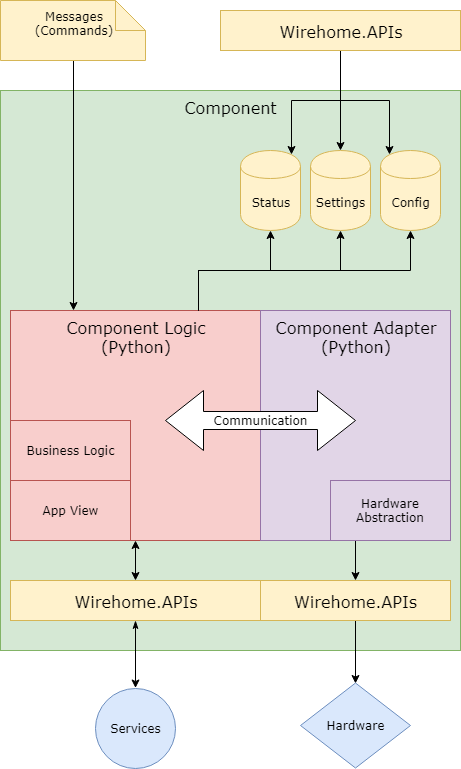 Messages
(Commands)
Wirehome.APIs
Component
Status
Settings
Config
Component Logic
(Python)
Component Adapter
(Python)
Communication
Business Logic
App View
Hardware
Abstraction
Wirehome.APIs
Wirehome.APIs
Services
Hardware